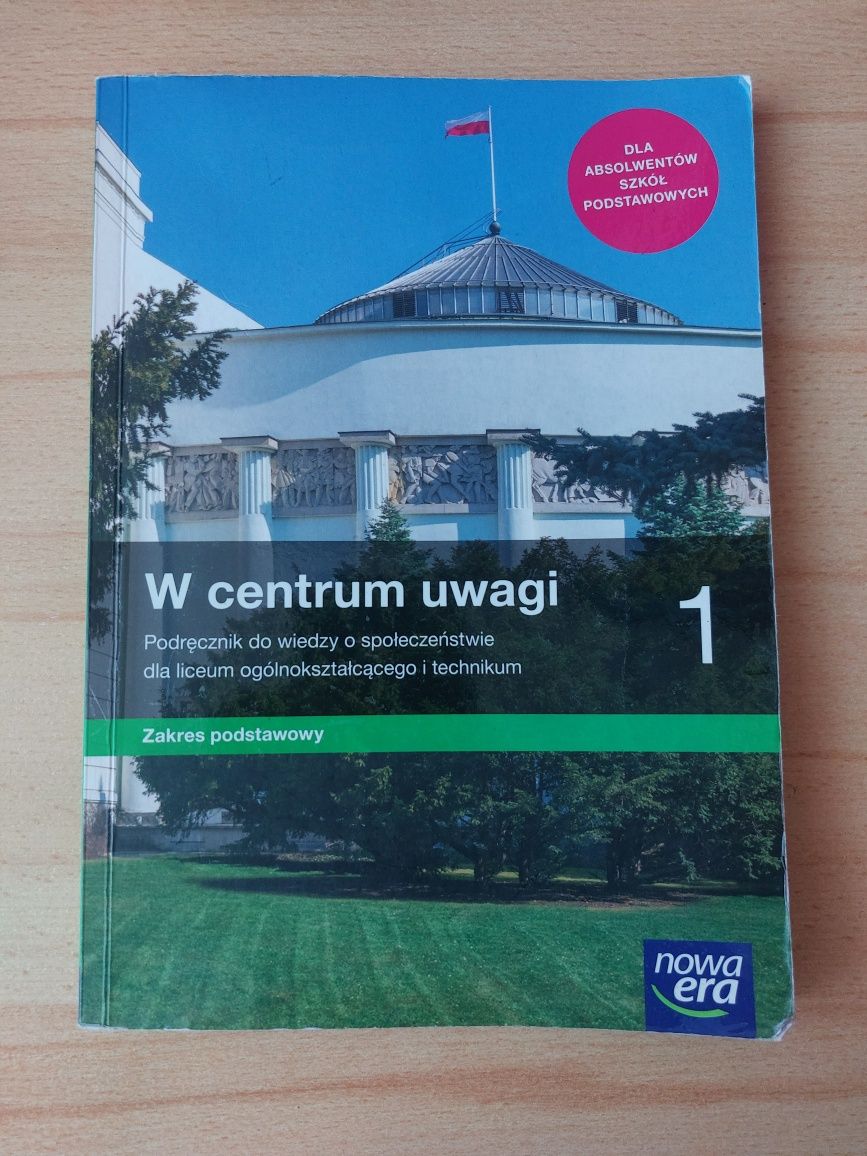 DLA
ABSOLWENTÓW
SZKÓŁ
PODSTAWOWYCH
W centrum uwagi
1
Podręcznik do wiedzy o społeczeństwie
dla liceum ogólnokształcącego i technikum
Zakres podstawowy
nowa
era